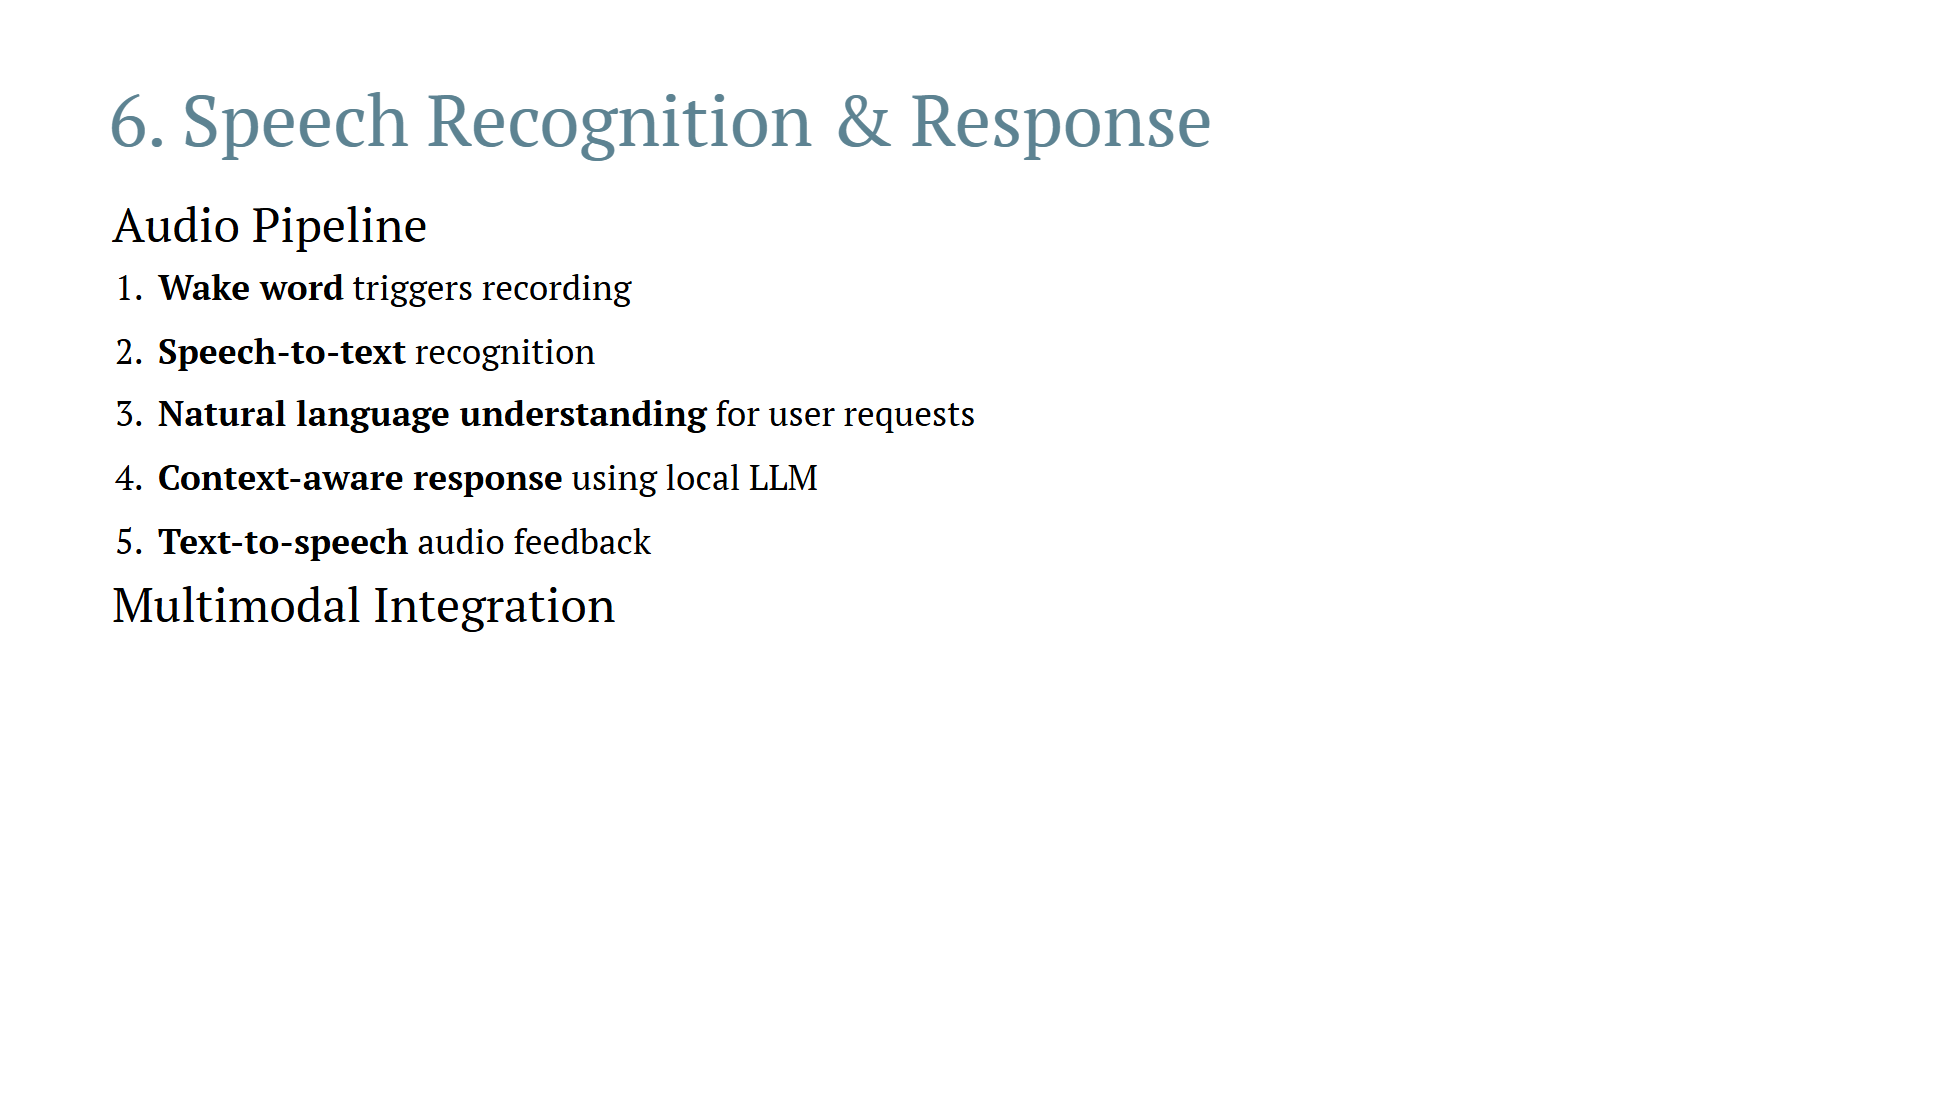 6. Speech Recognition & Response
Audio Pipeline
1. Wake word triggers recording
2. Speech-to-text recognition
3. Natural language understanding for user requests
4. Context-aware response using local LLM
5. Text-to-speech audio feedback
Multimodal Integration